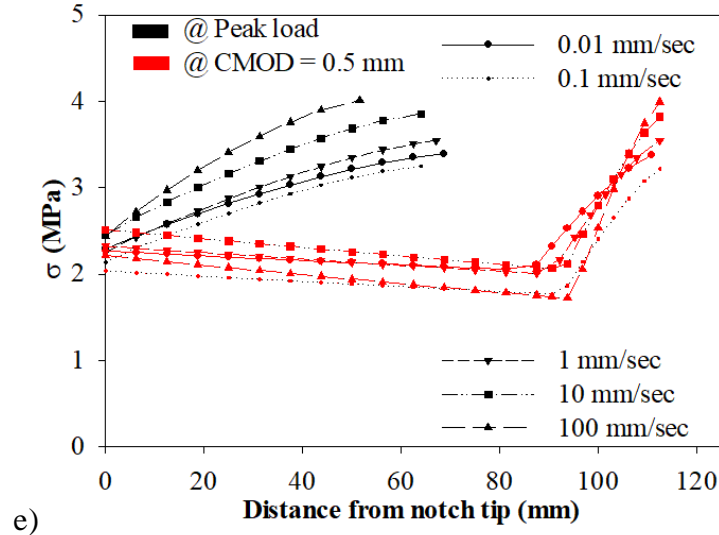 @ Peak load
@ CMOD = 0.5 mm
0.01 mm/sec
0.1 mm/sec
5
4
3
2
1
0
σ (MPa)
1 mm/sec
10 mm/sec
100 mm/sec
0 20 40 60 80 100 120
Distance from notch tip (mm)
e)